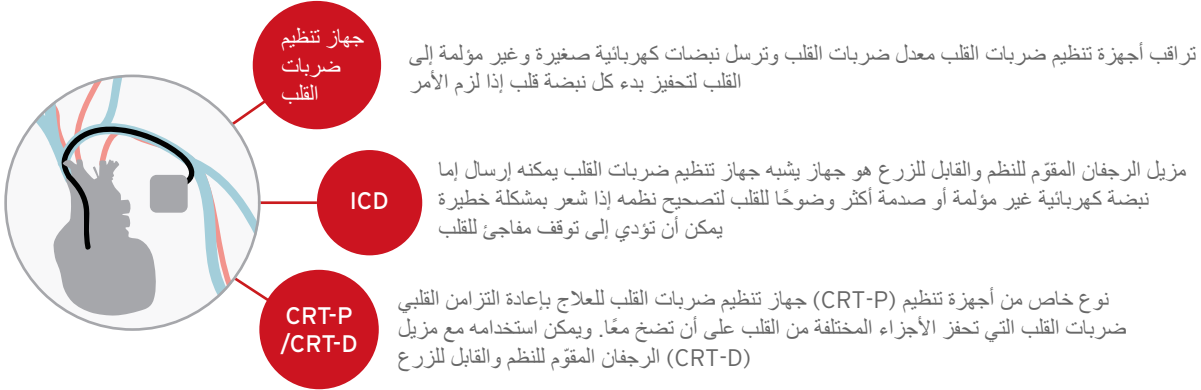 جهاز تنظيم
ضربات
القلب
تراقب أجهزة تنظيم ضربات القلب معدل ضربات القلب وترسل نبضات كهربائية صغيرة وغير مؤلمة إلى
القلب لتحفيز بدء كل نبضة قلب إذا لزم الأمر
ICD
مزيل الرجفان المقوّم للنظم والقابل للزرع هو جهاز يشبه جهاز تنظيم ضربات القلب يمكنه إرسال إما
نبضة كهربائية غير مؤلمة أو صدمة أكثر وضوحًا للقلب لتصحيح نظمه إذا شعر بمشكلة خطيرة
يمكن أن تؤدي إلى توقف مفاجئ للقلب
CRT-P
/CRT-D
نوع خاص من أجهزة تنظيم (CRT-P) جهاز تنظيم ضربات القلب للعلاج بإعادة التزامن القلبي
ضربات القلب التي تحفز الأجزاء المختلفة من القلب على أن تضخ معًا. ويمكن استخدامه مع مزيل
(CRT-D) الرجفان المقوّم للنظم والقابل للزرع